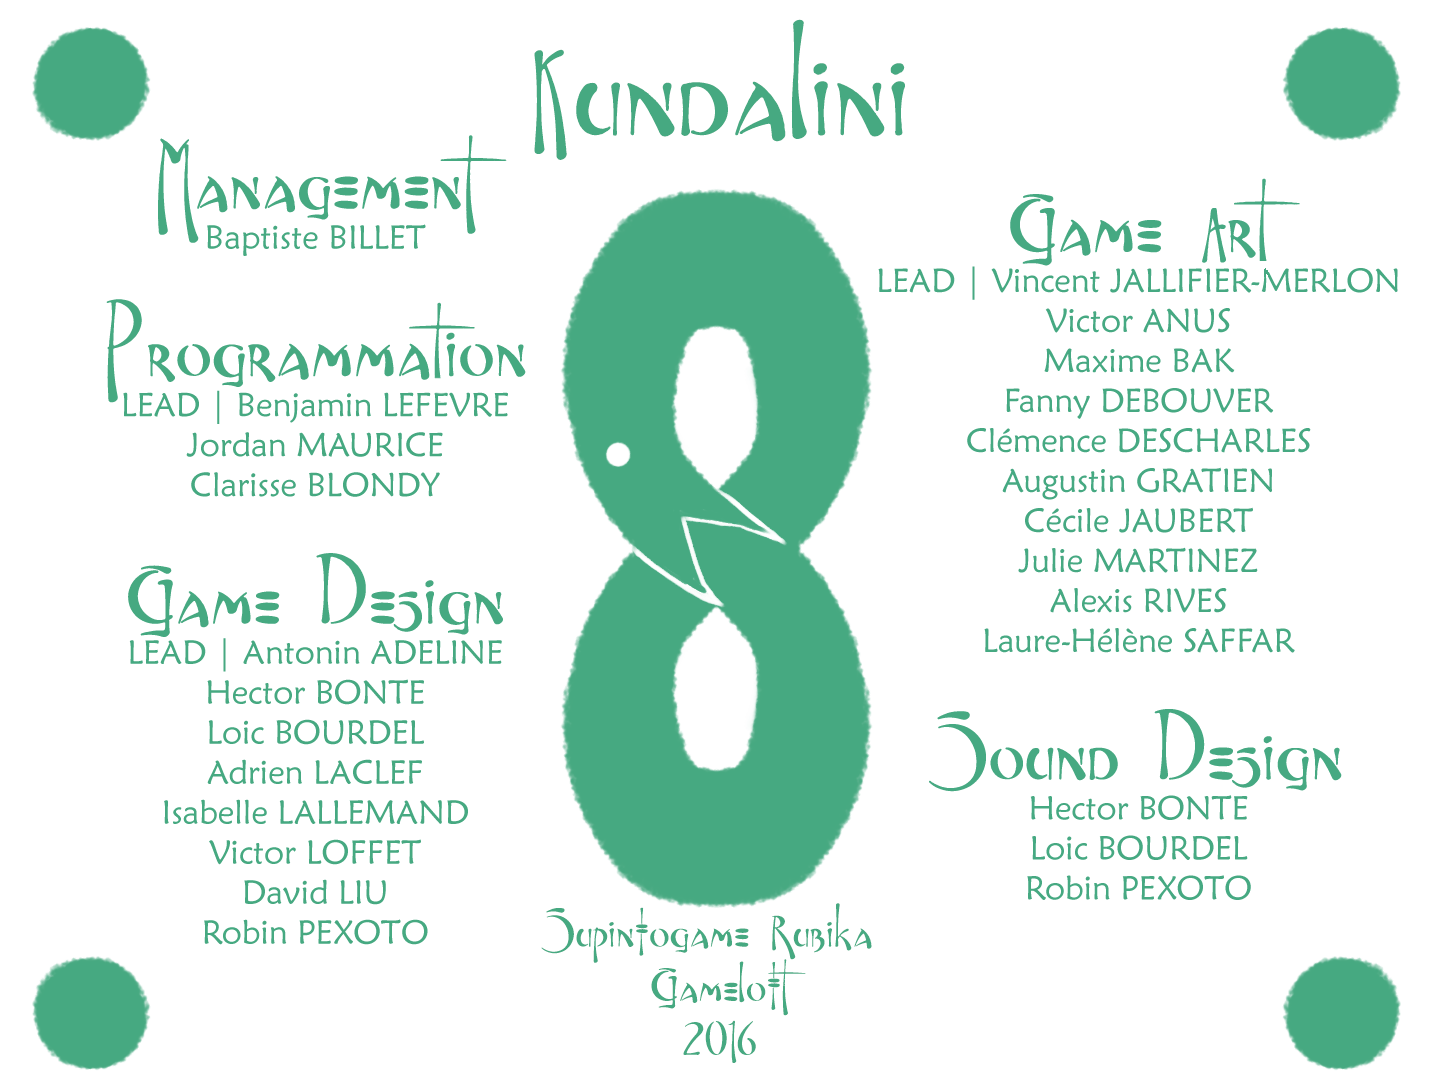 Kundalini
Management
Baptiste BILLET
Programmation
LEAD | Benjamin LEFEVRE
Jordan MAURICE
Clarisse BLONDY
Game Design
LEAD | Antonin ADELINE
Hector BONTE
Loic BOURDEL
Adrien LACLEF
Isabelle LALLEMAND
Victor LOFFET
David LIU
Robin PEXOTO
Game Art
LEAD | Vincent JALLIFIER-MERLON
Victor ANUS
Maxime BAK
Fanny DEBOUVER
Clémence DESCHARLES
Augustin GRATIEN
Cécile JAUBERT
Julie MARTINEZ
Alexis RIVES
Laure-Hélène SAFFAR
Sound Design
Hector BONTE
Loic BOURDEL
Robin PEXOTO
Supintogame Rubika
Gameloft
2016